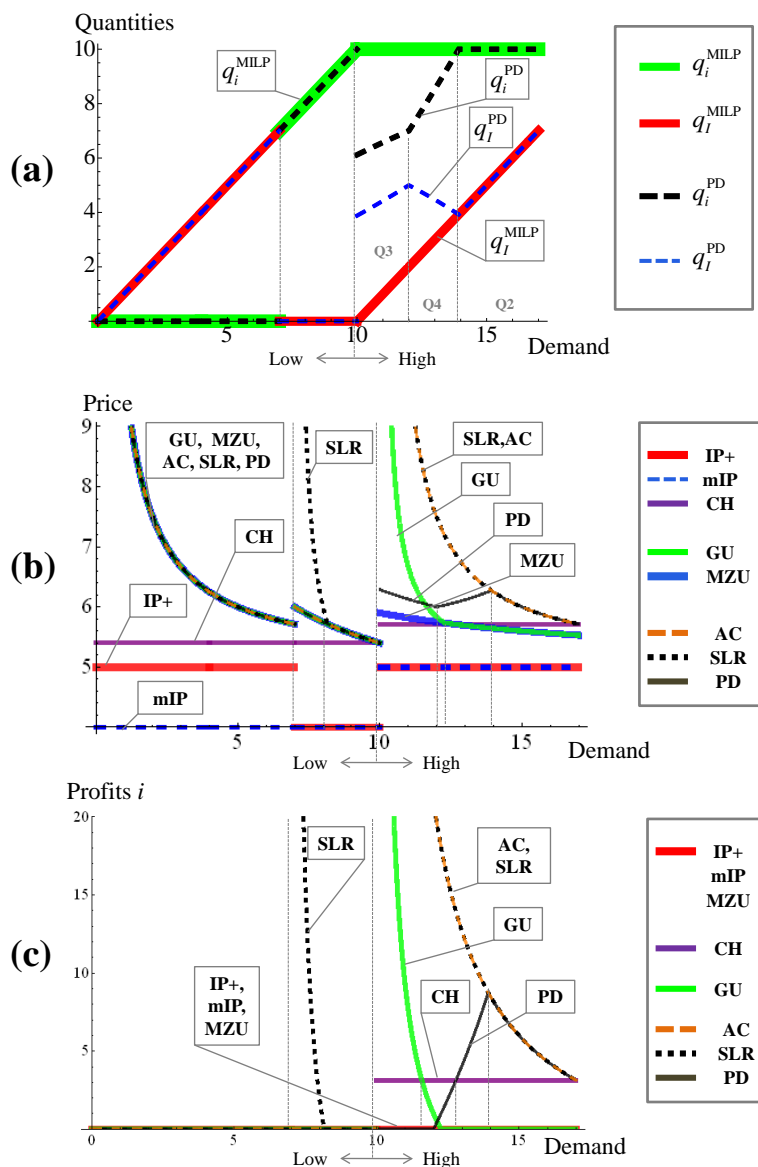 Quantities
10
8
6
4
2
5
10
15
Demand
Low
High
q_i^MILP
q_i^PD
q_I^PD
q_I^MILP
Q3
Q4
Q2
(a)
q_i^MILP
q_I^MILP
q_i^PD
q_I^PD
Price
9
8
7
6
5
5
10
15
Demand
Low
High
GU, MZU,
AC, SLR, PD
SLR
SLR,AC
GU
PD
MZU
CH
IP+
mIP
(b)
IP+
mIP
CH
GU
MZU
AC
SLR
PD
Profits i
20
15
10
5
0
5
10
15
Demand
Low
High
SLR
AC,
SLR
GU
CH
PD
IP+,
mIP,
MZU
(c)
IP+
mIP
MZU
CH
GU
AC
SLR
PD